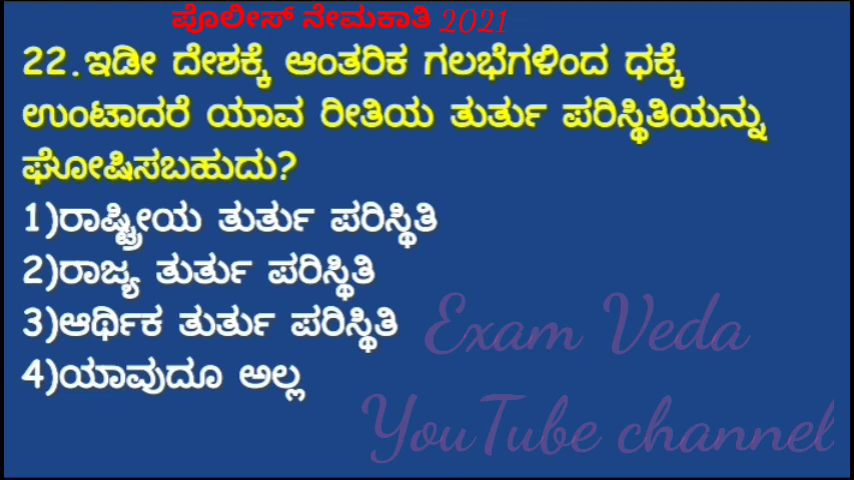 ಪೊಲೀಸ್ ನೇಮಕಾತಿ 2021
22.ಇಡೀ ದೇಶಕ್ಕೆ ಆಂತರಿಕ ಗಲಭೆಗಳಿಂದ ಧಕ್ಕೆ
ಉಂಟಾದರೆ ಯಾವ ರೀತಿಯ ತುರ್ತು ಪರಿಸ್ಥಿತಿಯನ್ನು
ಘೋಷಿಸಬಹುದು?
1)ರಾಷ್ಟ್ರೀಯ ತುರ್ತು ಪರಿಸ್ಥಿತಿ
2)ರಾಜ್ಯ ತುರ್ತು ಪರಿಸ್ಥಿತಿ
3)ಆರ್ಥಿಕ ತುರ್ತು ಪರಿಸ್ಥಿತಿ
4)ಯಾವುದೂ ಅಲ್ಲ
Exam Veda
YouTube channel